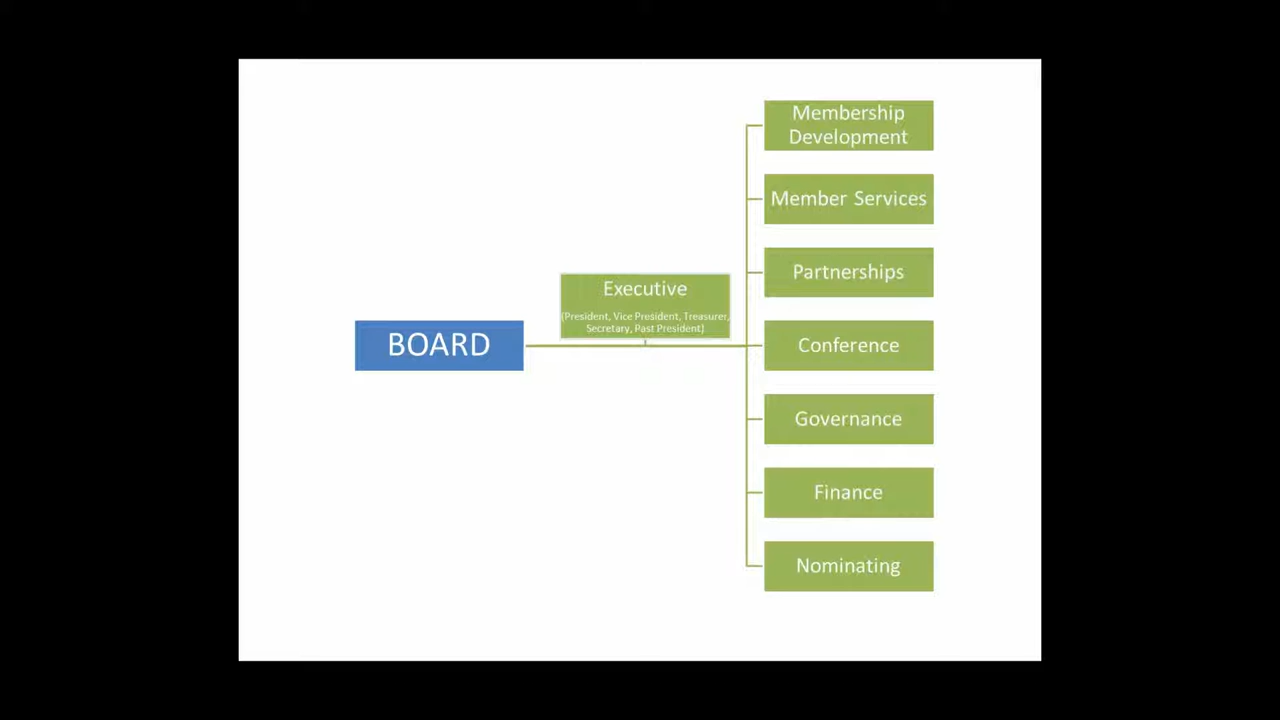 BOARD
Executive
(President, Vice President, Treasurer,
Secretary, Past President)
Membership
Development
Member Services
Partnerships
Conference
Governance
Finance
Nominating